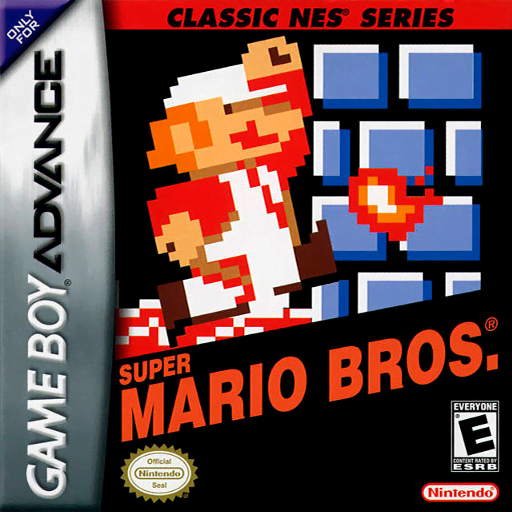 ONLY
FOR
GAME BOY ADVANCE
CLASSIC NES® SERIES
SUPER
MARIO BROS.®
Official
Nintendo
Seal
EVERYONE
E
CONTENT RATED BY
ESRB
Nintendo